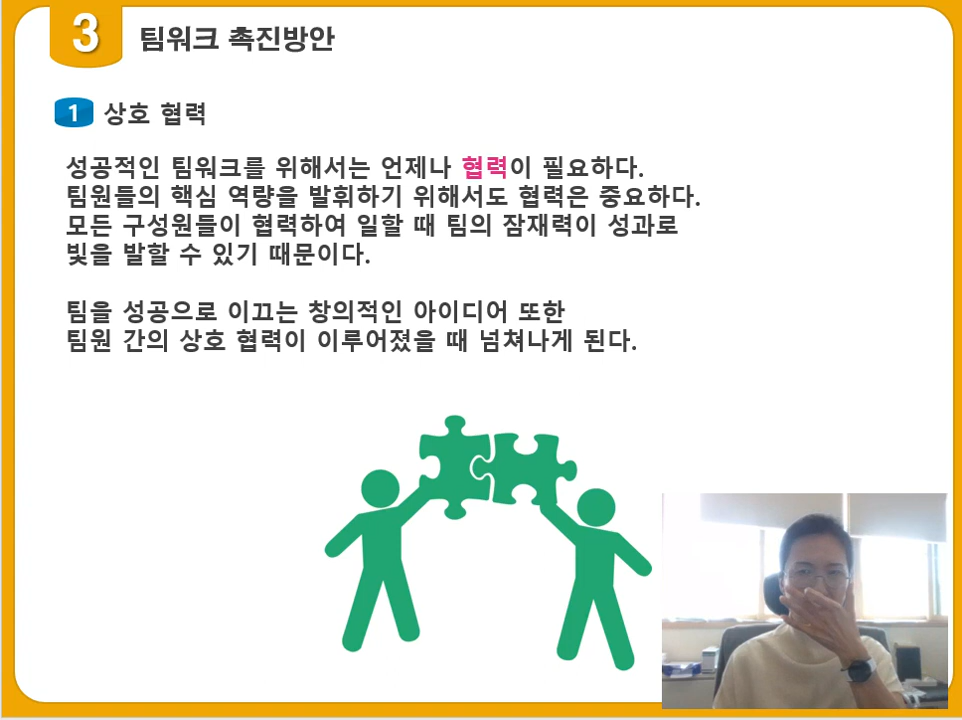 3 팀워크 촉진방안
1 상호 협력
성공적인 팀워크를 위해서는 언제나 협력이 필요하다.
팀원들의 핵심 역량을 발휘하기 위해서도 협력은 중요하다.
모든 구성원들이 협력하여 일할 때 팀의 잠재력이 성과로
빛을 발할 수 있기 때문이다.
팀을 성공으로 이끄는 창의적인 아이디어 또한
팀원 간의 상호 협력이 이루어졌을 때 넘쳐나게 된다.